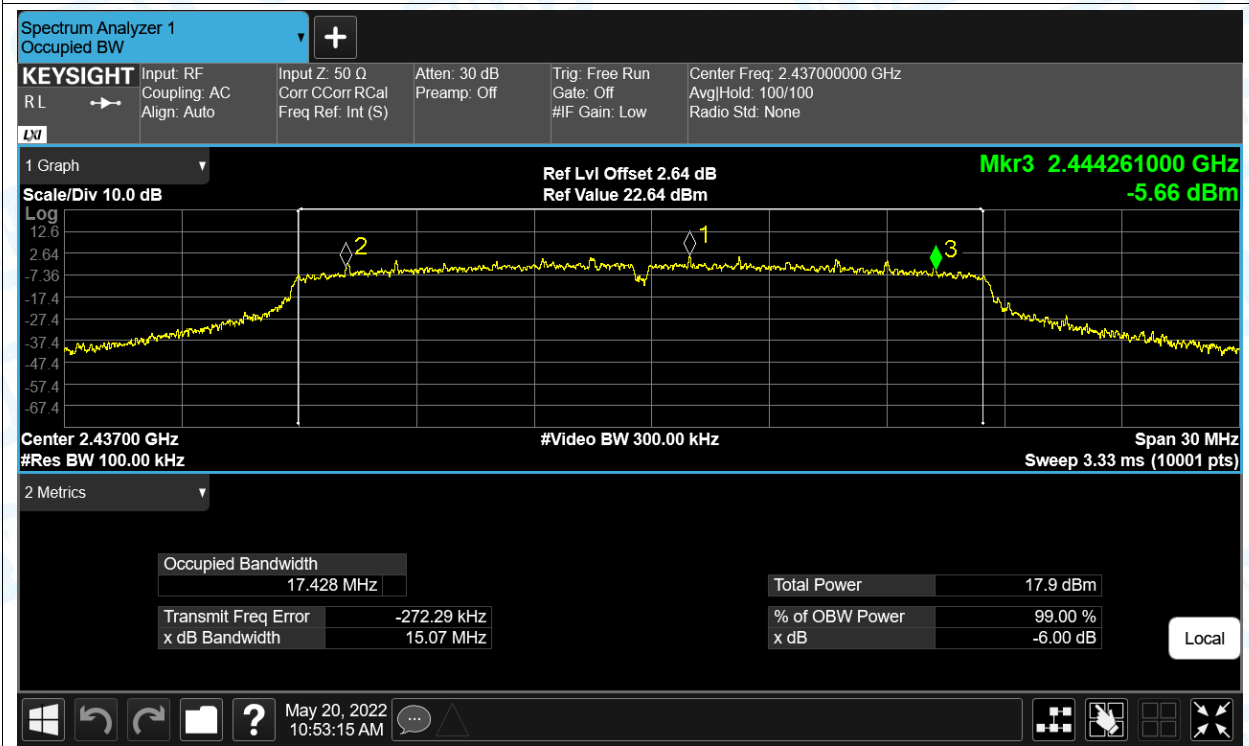 Spectrum Analyzer 1
Occupied BW
KEYSIGHT
R L
LXI
Input: RF
Coupling: AC
Align: Auto
Input Z: 50 Ω
Corr CCorr RCal
Freq Ref: Int (S)
Atten: 30 dB
Preamp: Off
Trig: Free Run
Gate: Off
#IF Gain: Low
Center Freq: 2.437000000 GHz
Avg|Hold: 100/100
Radio Std: None
1 Graph
Scale/Div 10.0 dB
Ref Lvl Offset 2.64 dB
Ref Value 22.64 dBm
Mkr3 2.444261000 GHz
-5.66 dBm
Log
12.6
2.64
-7.36
-17.4
-27.4
-37.4
-47.4
-57.4
-67.4
2
1
3
Center 2.43700 GHz
#Res BW 100.00 kHz
#Video BW 300.00 kHz
Span 30 MHz
Sweep 3.33 ms (10001 pts)
2 Metrics
Occupied Bandwidth
17.428 MHz
Transmit Freq Error -272.29 kHz
x dB Bandwidth 15.07 MHz
Total Power 17.9 dBm
% of OBW Power 99.00 %
x dB -6.00 dB
Local
?
May 20, 2022
10:53:15 AM